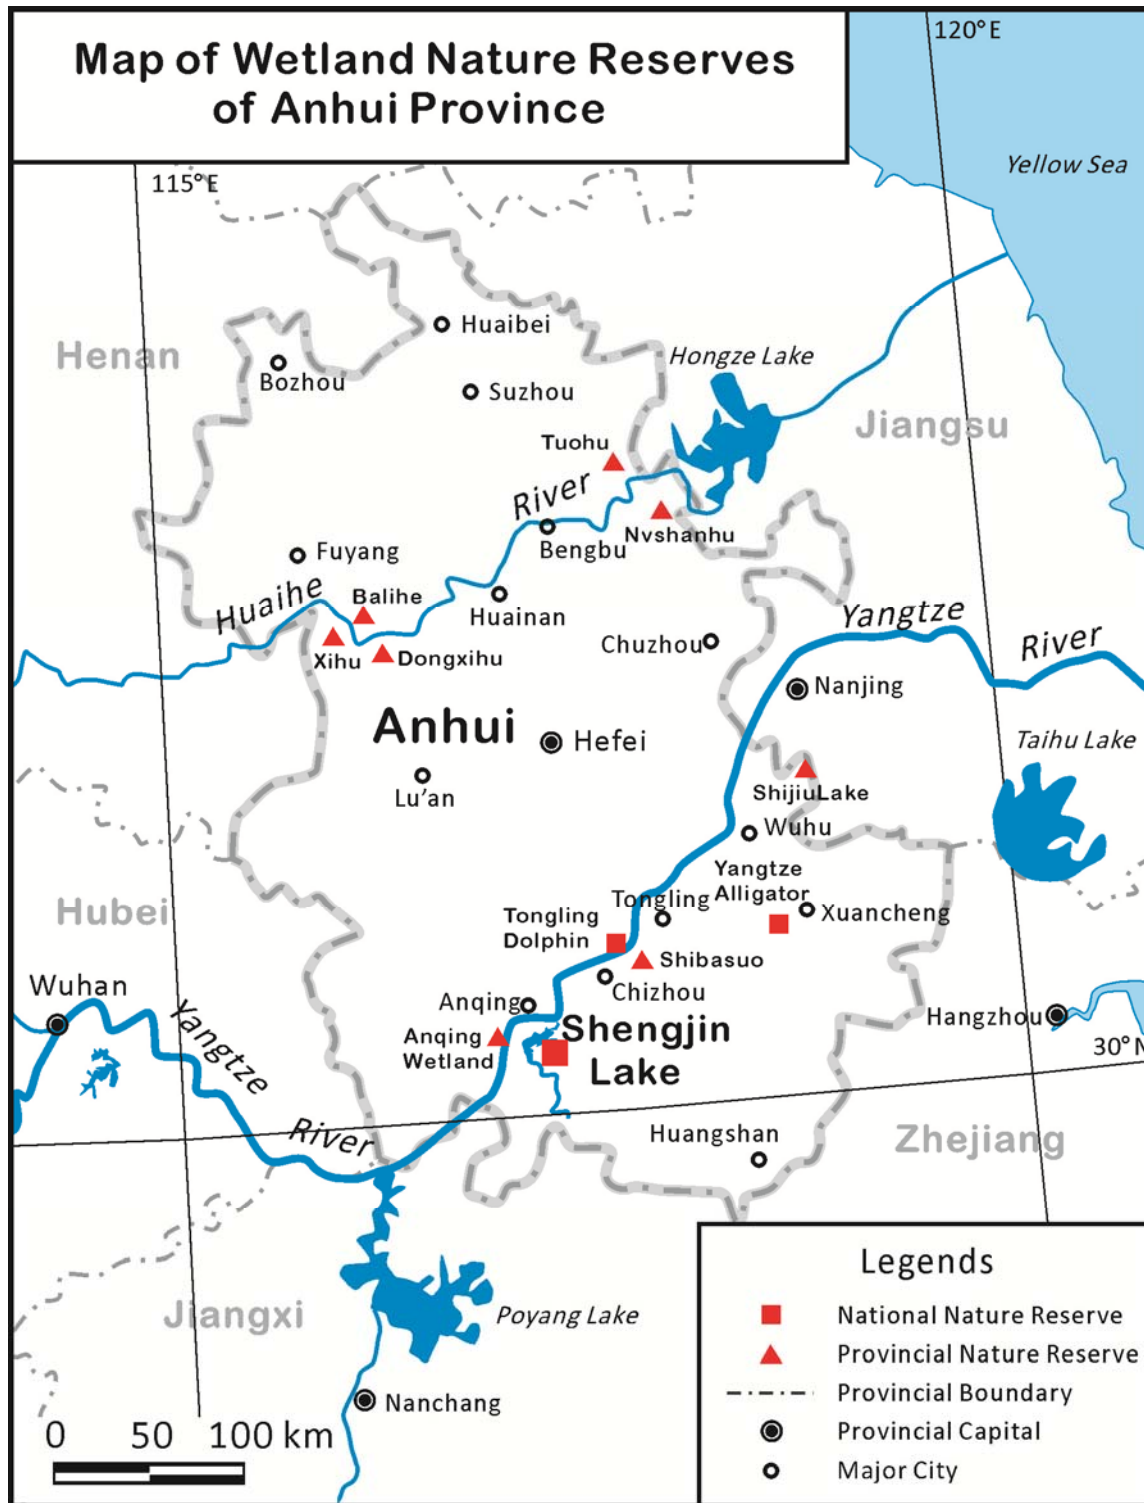 Map of Wetland Nature Reserves
of Anhui Province
120°E
115°E
Yellow Sea
Huaibei
Henan
Hongze Lake
Bozhou
Suzhou
Jiangsu
Tuohu
River
Nvshanhu
Bengbu
Fuyang
Huaihe
Balihe
Huainan
Yangtze
Chuzhou
River
Xihu
Dongxihu
Nanjing
Anhui
Hefei
Taihu Lake
Lu'an
ShijiuLake
Wuhu
Yangtze
Alligator
Tongling
Hubei
Xuancheng
Tongling
Dolphin
Shibasuo
Wuhan
Chizhou
Anqing
Hangzhou
Yangtze
Anqing
Wetland
Shengjin
Lake
30°N
River
Huangshan
Zhejiang
Jiangxi
Poyang Lake
Nanchang
0 50 100 km
Legends
National Nature Reserve
Provincial Nature Reserve
Provincial Boundary
Provincial Capital
Major City